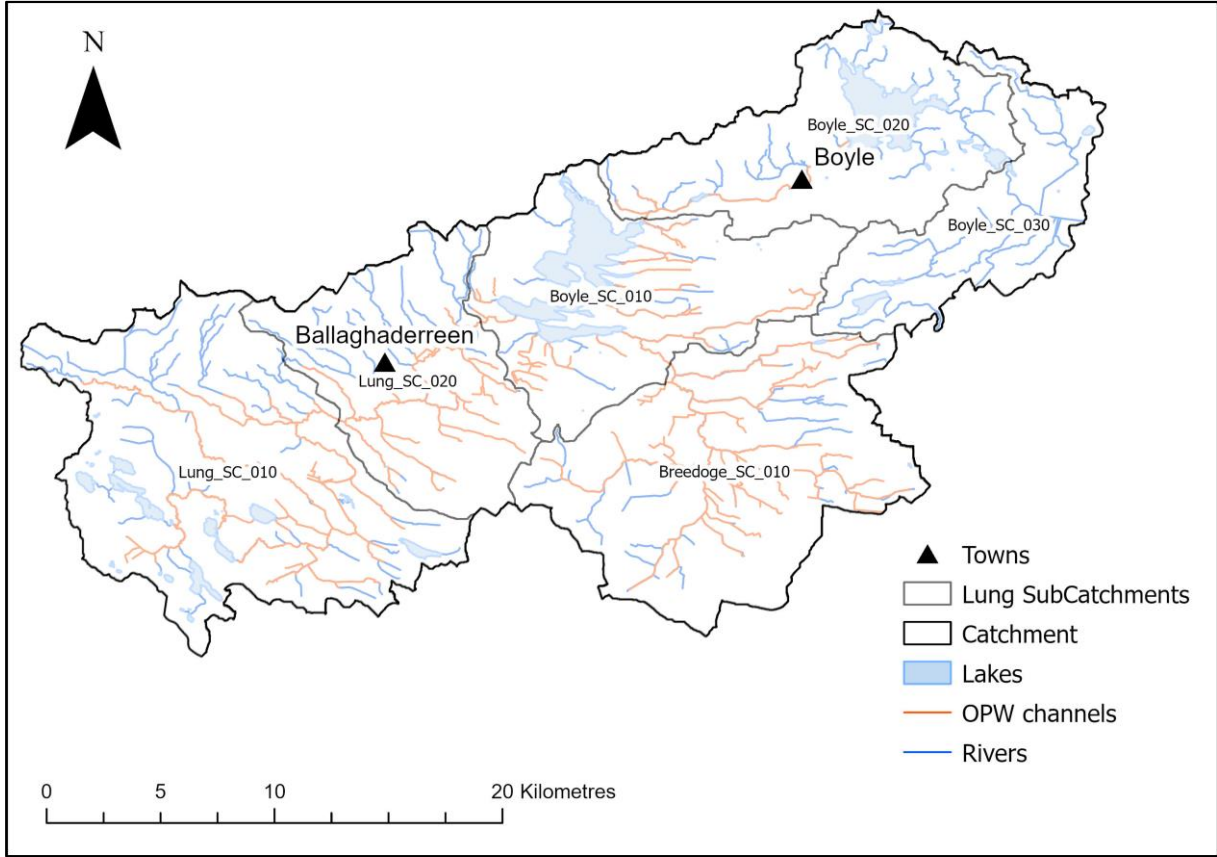 N
Boyle_SC_020
Boyle
Boyle_SC_030
Boyle_SC_010
Ballaghaderreen
Lung_SC_020
Lung_SC_010
Breedoge_SC_010
Towns
Lung SubCatchments
Catchment
Lakes
OPW channels
Rivers
0 5 10 20 Kilometres